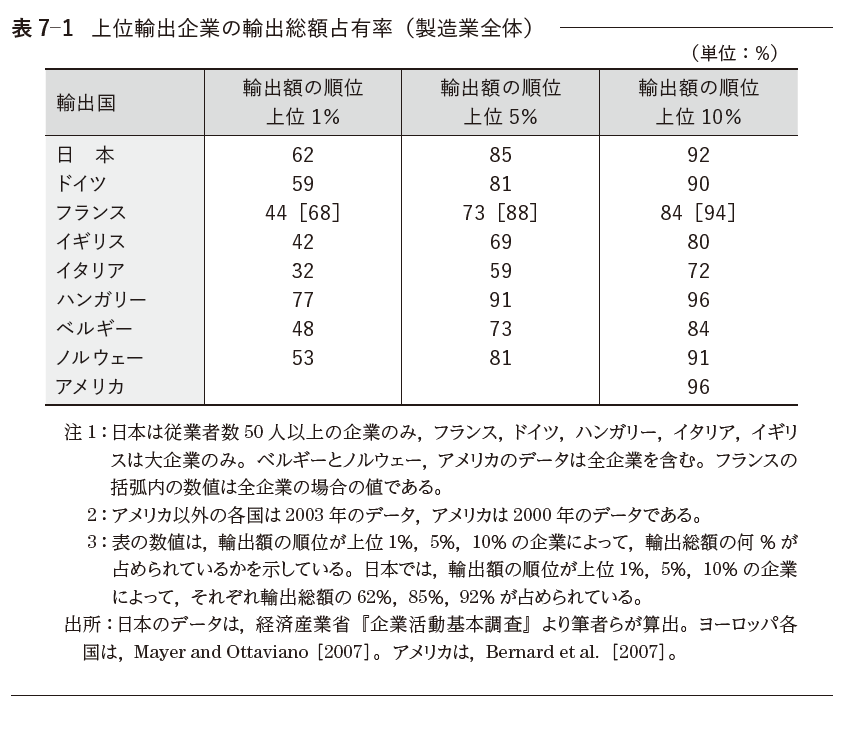 表 7–1 上位輸出企業の輸出総額占有率（製造業全体）
（単位：%）
輸出国 輸出額の順位 上位 1% 輸出額の順位 上位 5% 輸出額の順位 上位 10%
日　本 62 85 92
ドイツ 59 81 90
フランス 44［68］ 73［88］ 84［94］
イギリス 42 69 80
イタリア 32 59 72
ハンガリー 77 91 96
ベルギー 48 73 84
ノルウェー 53 81 91
アメリカ 96
注 1：日本は従業者数 50 人以上の企業のみ，フランス，ドイツ，ハンガリー，イタリア，イギリ
スは大企業のみ。ベルギーとノルウェー，アメリカのデータは全企業を含む。フランスの
括弧内の数値は全企業の場合の値である。
2：アメリカ以外の各国は 2003 年のデータ，アメリカは 2000 年のデータである。
3：表の数値は，輸出額の順位が上位 1%，5%，10% の企業によって，輸出総額の何 % が
占められているかを示している。日本では，輸出額の順位が上位 1%，5%，10% の企業
によって，それぞれ輸出総額の 62%，85%，92% が占められている。
出所：日本のデータは，経済産業省『企業活動基本調査』より筆者らが算出。ヨーロッパ各
国は，Mayer and Ottaviano［2007］。アメリカは，Bernard et al.［2007］。